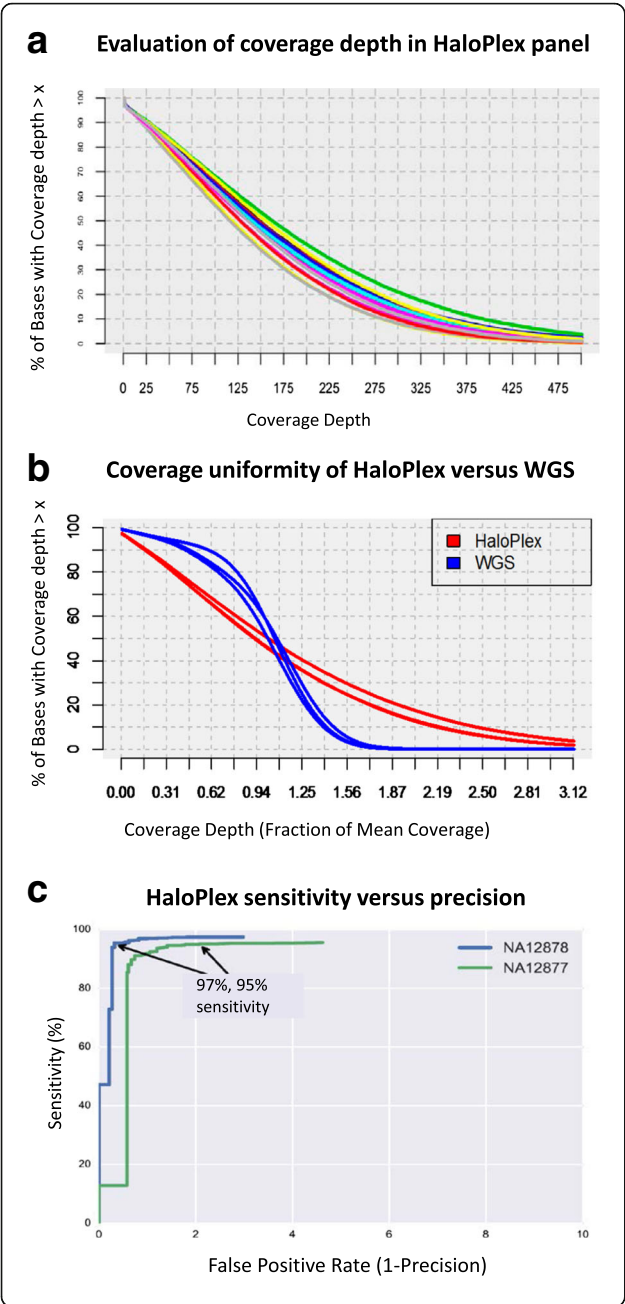 a
Evaluation of coverage depth in HaloPlex panel
% of Bases with Coverage depth > x
100
90
80
70
60
50
40
30
20
10
0
0 25 75 125 175 225 275 325 375 425 475
Coverage Depth
b
Coverage uniformity of HaloPlex versus WGS
% of Bases with Coverage depth > x
100
80
60
40
20
0
HaloPlex
WGS
0.00 0.31 0.62 0.94 1.25 1.56 1.87 2.19 2.50 2.81 3.12
Coverage Depth (Fraction of Mean Coverage)
c
HaloPlex sensitivity versus precision
Sensitivity (%)
100
80
60
40
20
0
NA12878
NA12877
97%, 95%
sensitivity
0 2 4 6 8 10
False Positive Rate (1-Precision)